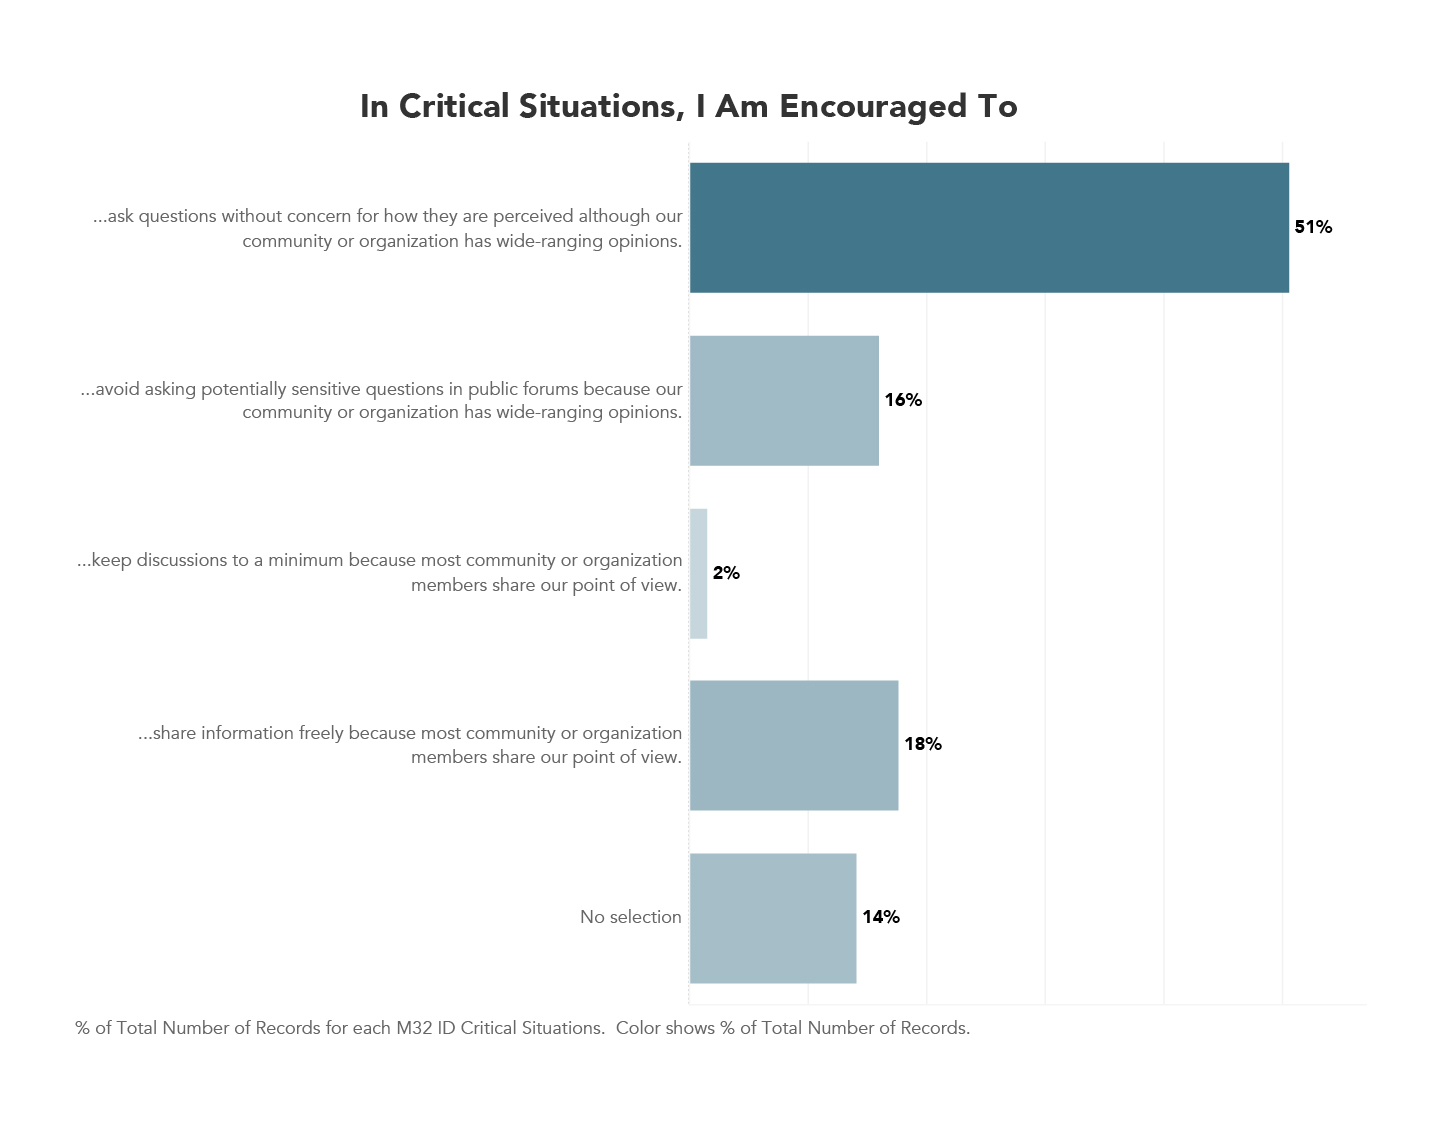 In Critical Situations, I Am Encouraged To
...ask questions without concern for how they are perceived although our
community or organization has wide-ranging opinions.
51%
...avoid asking potentially sensitive questions in public forums because our
community or organization has wide-ranging opinions.
16%
...keep discussions to a minimum because most community or organization
members share our point of view.
2%
...share information freely because most community or organization
members share our point of view.
18%
No selection
14%
% of Total Number of Records for each M32 ID Critical Situations.  Color shows % of Total Number of Records.